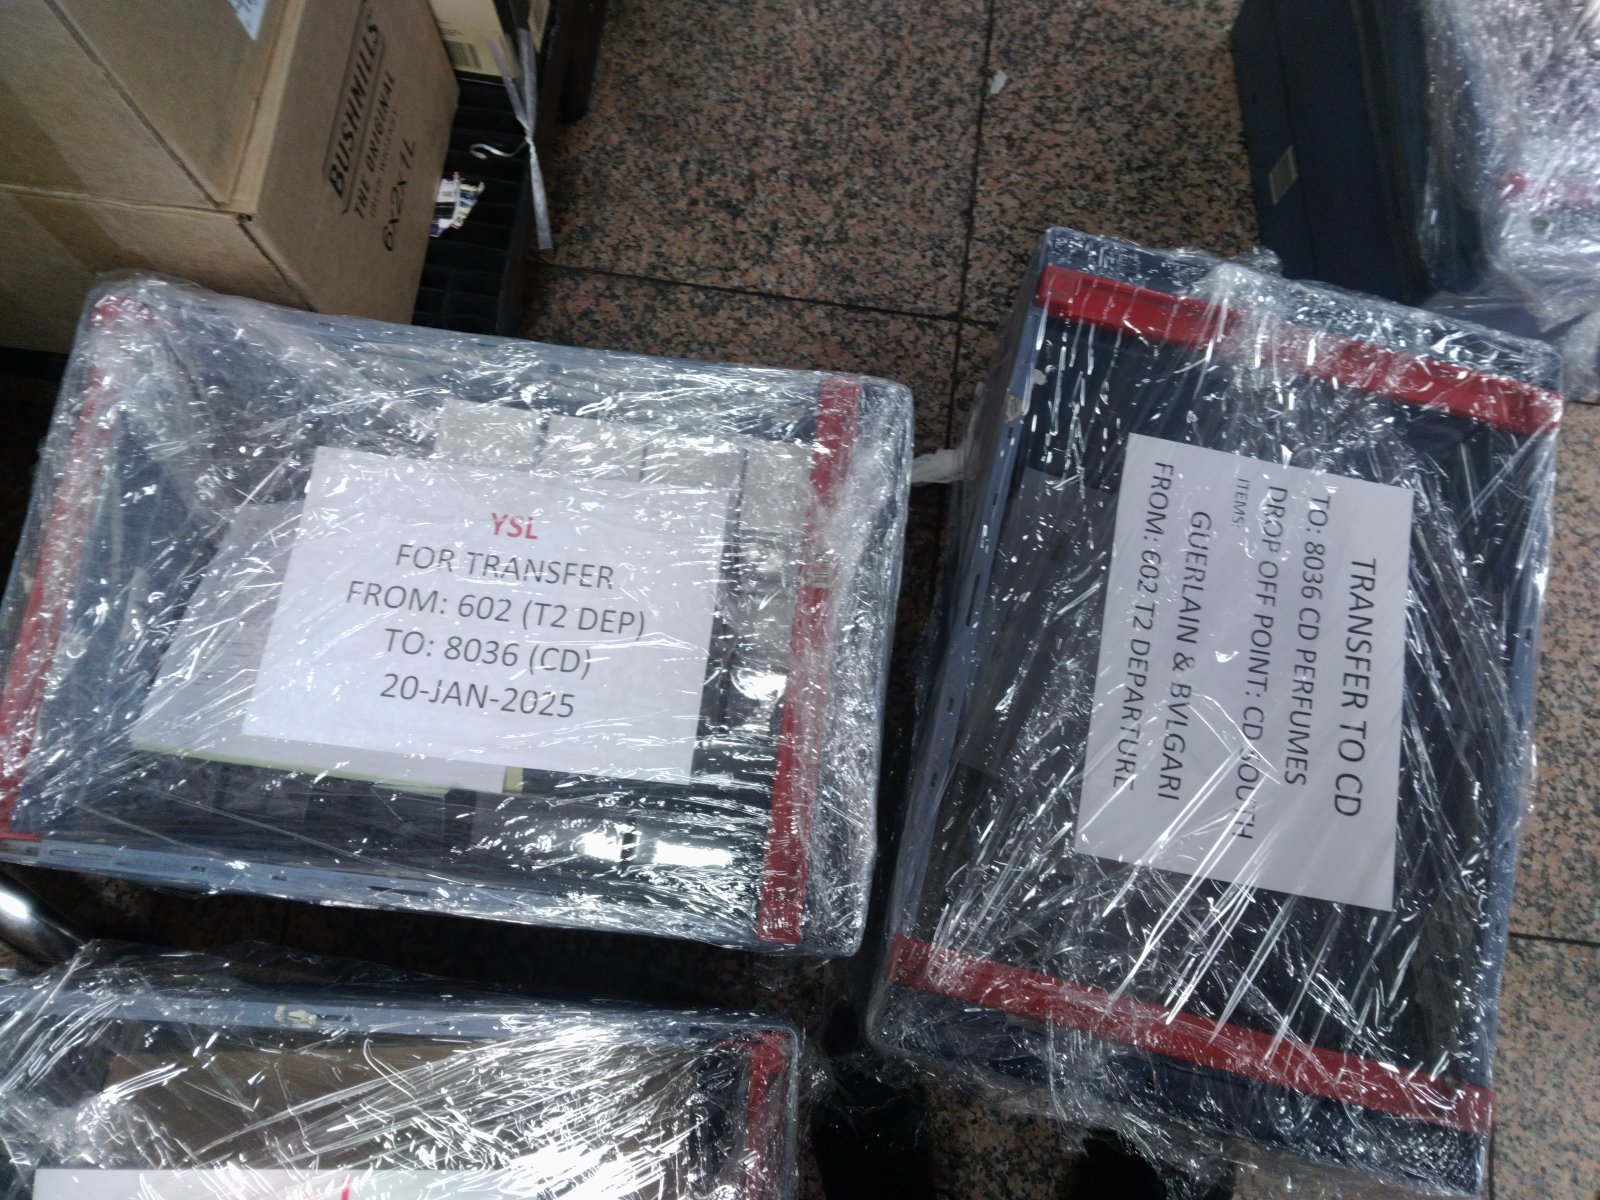 BUSHMILLS
THE ORIGINAL
6x2x1L
YSL
FOR TRANSFER
FROM: 602 (T2 DEP)
TO: 8036 (CD)
20-JAN-2025
TRANSFER TO CD
TO: 8036 CD PERFUMES
DROP OFF POINT: CD SOUTH
ITEMS:
GUERLAIN & BVLGARI
FROM: 602 T2 DEPARTURE